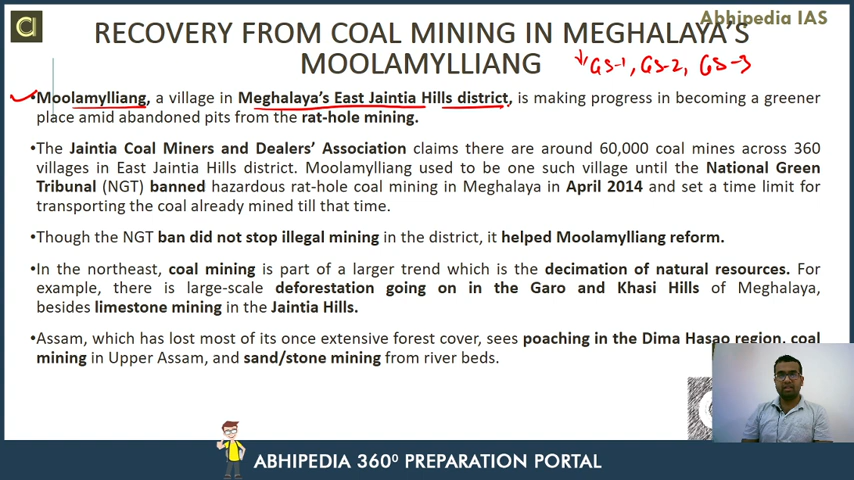 Abhipedia IAS
RECOVERY FROM COAL MINING IN MEGHALAYA'S
MOOLAMYLLIANG
GS-1, GS-2, GS-3
•Moolamylliang, a village in Meghalaya's East Jaintia Hills district, is making progress in becoming a greener
place amid abandoned pits from the rat-hole mining.
•The Jaintia Coal Miners and Dealers' Association claims there are around 60,000 coal mines across 360
villages in East Jaintia Hills district. Moolamylliang used to be one such village until the National Green
Tribunal (NGT) banned hazardous rat-hole coal mining in Meghalaya in April 2014 and set a time limit for
transporting the coal already mined till that time.
•Though the NGT ban did not stop illegal mining in the district, it helped Moolamylliang reform.
•In the northeast, coal mining is part of a larger trend which is the decimation of natural resources. For
example, there is large-scale deforestation going on in the Garo and Khasi Hills of Meghalaya,
besides limestone mining in the Jaintia Hills.
•Assam, which has lost most of its once extensive forest cover, sees poaching in the Dima Hasao region, coal
mining in Upper Assam, and sand/stone mining from river beds.
ABHIPEDIA 360⁰ PREPARATION PORTAL